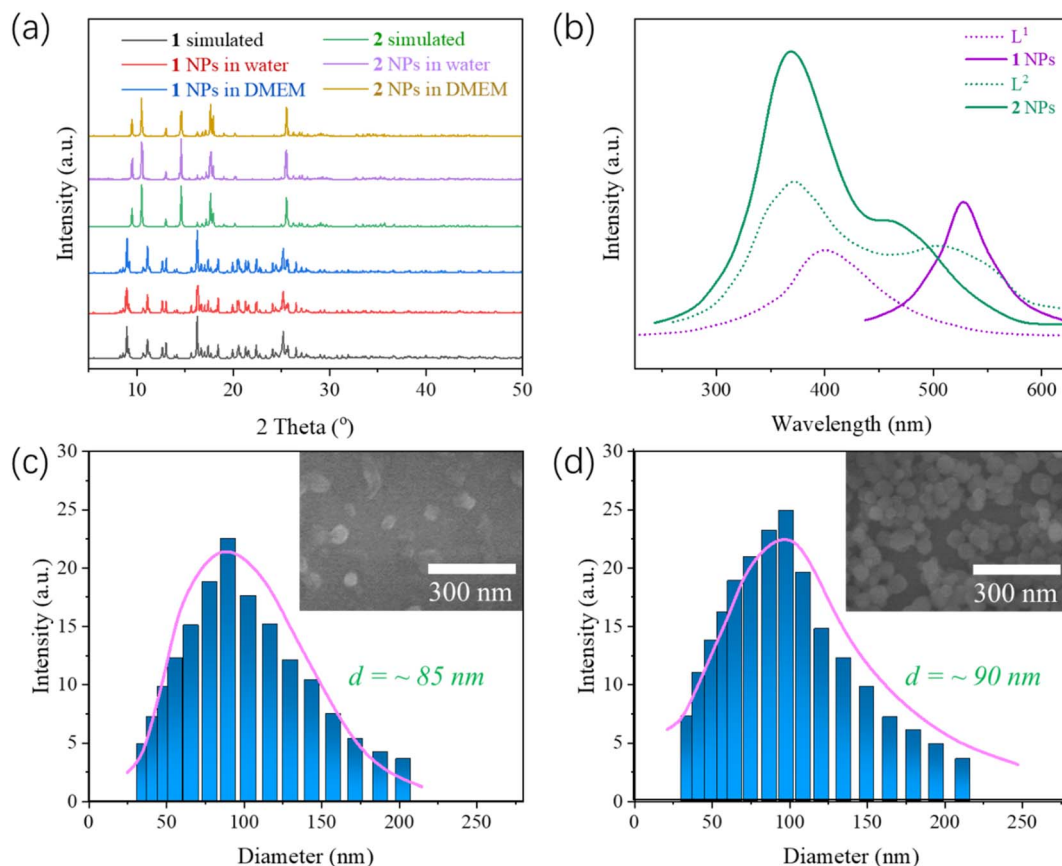 (a)
1 simulated
1 NPs in water
1 NPs in DMEM
2 simulated
2 NPs in water
2 NPs in DMEM
Intensity (a.u.)
10 20 30 40 50
2 Theta (°)
(b)
L¹
1 NPs
L²
2 NPs
Intensity (a.u.)
300 400 500 600
Wavelength (nm)
(c)
30
25
20
15
10
5
0
Intensity (a.u.)
300 nm
d = ~ 85 nm
0 50 100 150 200 250
Diameter (nm)
(d)
30
25
20
15
10
5
0
Intensity (a.u.)
300 nm
d = ~ 90 nm
0 50 100 150 200 250
Diameter (nm)